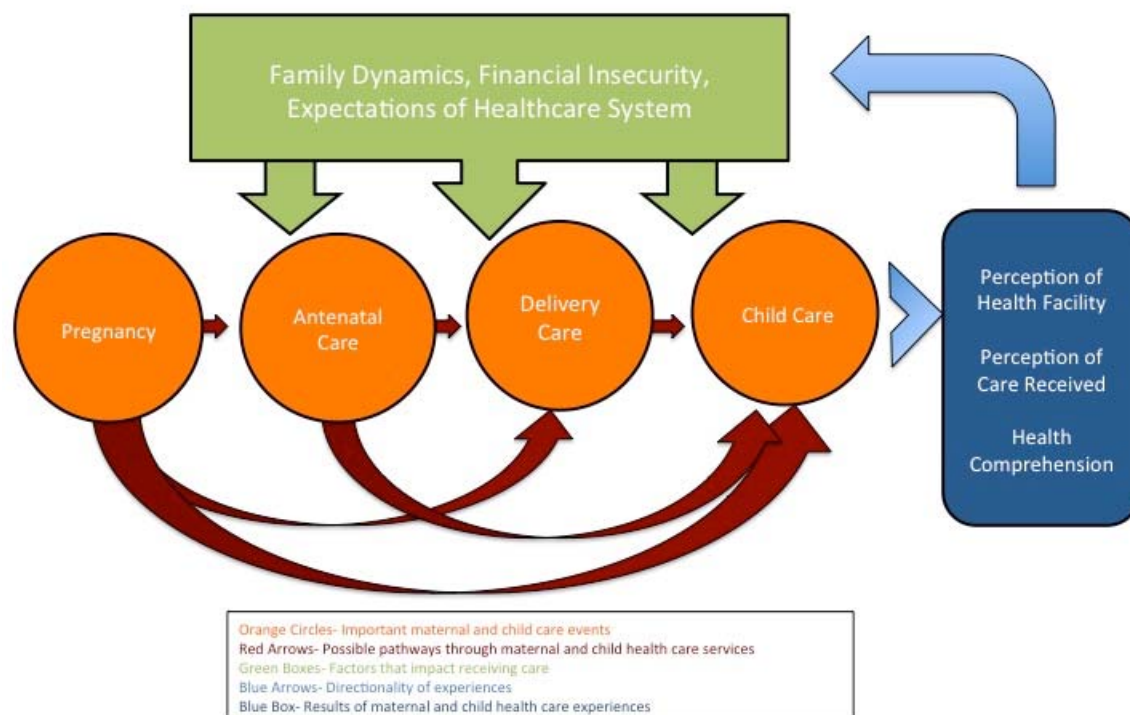 Family Dynamics, Financial Insecurity,
Expectations of Healthcare System
Pregnancy
Antenatal
Care
Delivery
Care
Child Care
Perception of
Health Facility
Perception of
Care Received
Health
Comprehension
Orange Circles- Important maternal and child care events
Red Arrows- Possible pathways through maternal and child health care services
Green Boxes- Factors that impact receiving care
Blue Arrows- Directionality of experiences
Blue Box- Results of maternal and child health care experiences